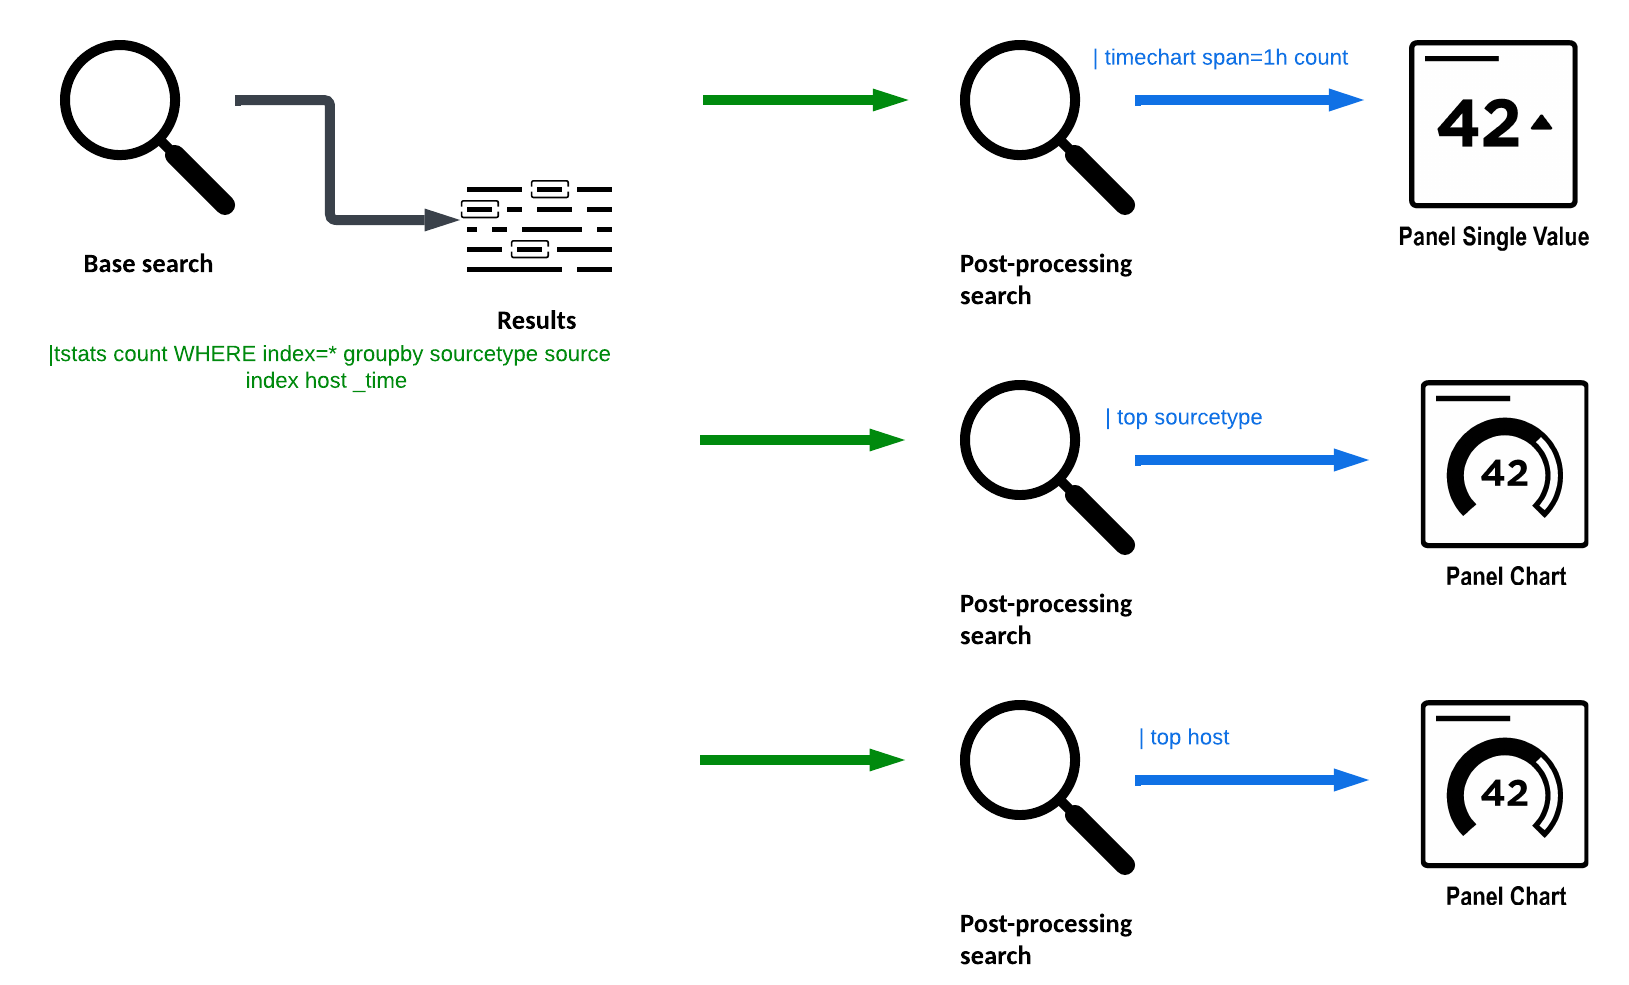 Base search
Results
|tstats count WHERE index=* groupby sourcetype source
index host _time
Post-processing
search
| timechart span=1h count
42
Panel Single Value
Post-processing
search
| top sourcetype
42
Panel Chart
Post-processing
search
| top host
42
Panel Chart